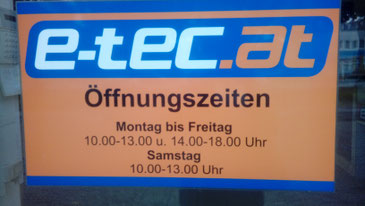 e-tec.at
Öffnungszeiten
Montag bis Freitag
10.00-13.00 u. 14.00-18.00 Uhr
Samstag
10.00-13.00 Uhr